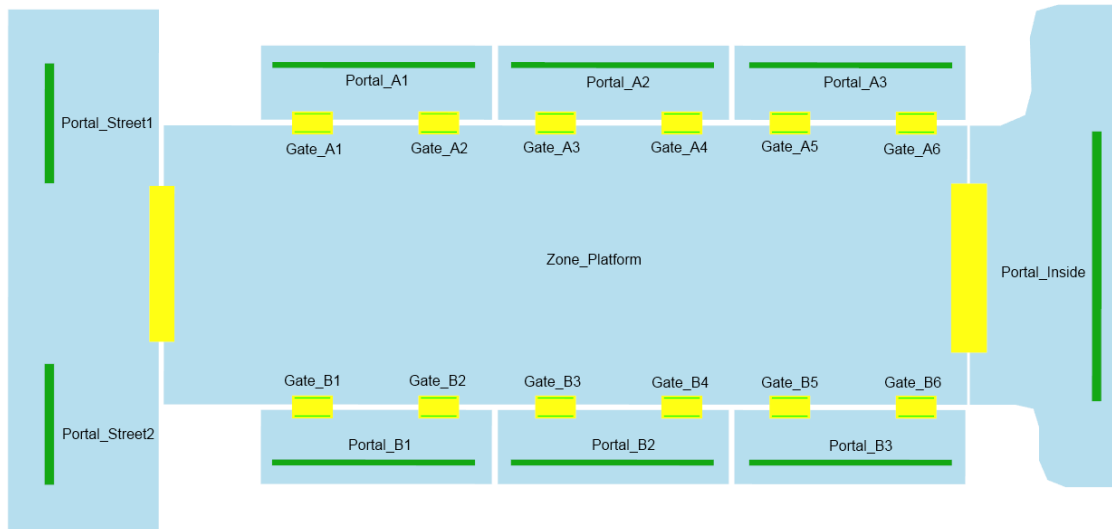 Portal_A1
Portal_A2
Portal_A3
Portal_Street1
Gate_A1
Gate_A2
Gate_A3
Gate_A4
Gate_A5
Gate_A6
Zone_Platform
Portal_Inside
Gate_B1
Gate_B2
Gate_B3
Gate_B4
Gate_B5
Gate_B6
Portal_Street2
Portal_B1
Portal_B2
Portal_B3